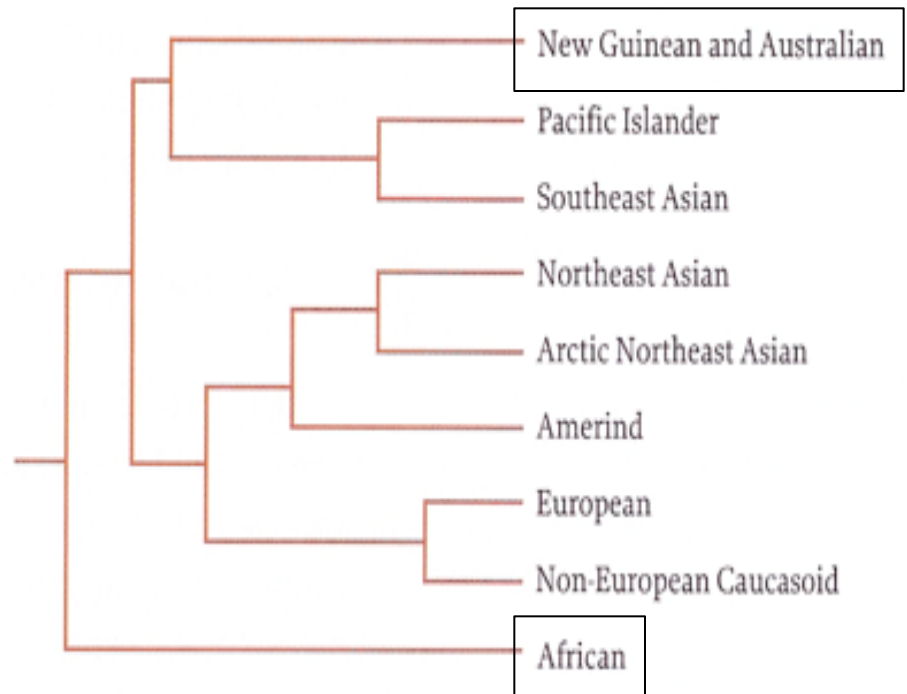 New Guinean and Australian
Pacific Islander
Southeast Asian
Northeast Asian
Arctic Northeast Asian
Amerind
European
Non-European Caucasoid
African